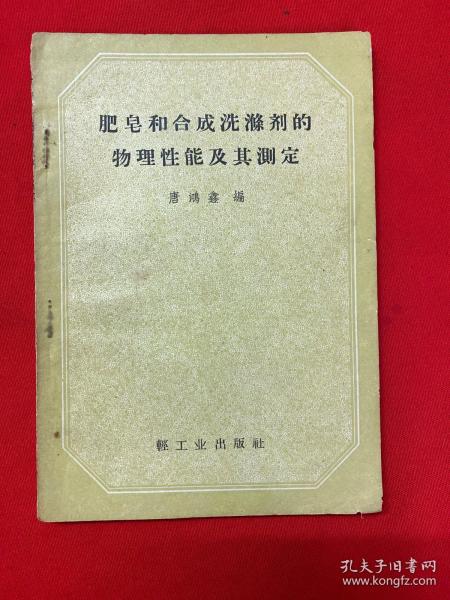 肥皂和合成洗滌剂的
物理性能及其測定
唐鴻鑫 編
輕工业出版社
孔夫子旧书网
www.kongfz.com